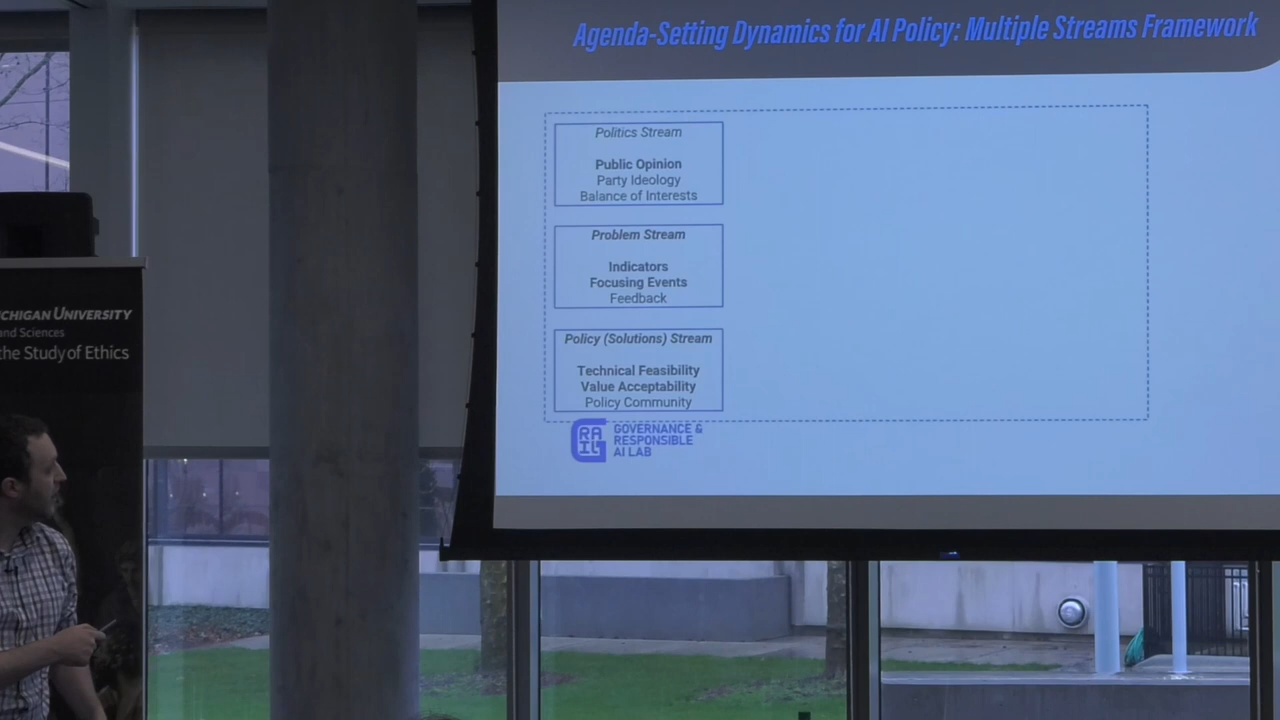 Agenda-Setting Dynamics for AI Policy: Multiple Streams Framework
Politics Stream
Public Opinion
Party Ideology
Balance of Interests
Problem Stream
Indicators
Focusing Events
Feedback
Policy (Solutions) Stream
Technical Feasibility
Value Acceptability
Policy Community
GRAIL
GOVERNANCE &
RESPONSIBLE
AI LAB
CHIGAN UNIVERSITY
and Sciences
the Study of Ethics